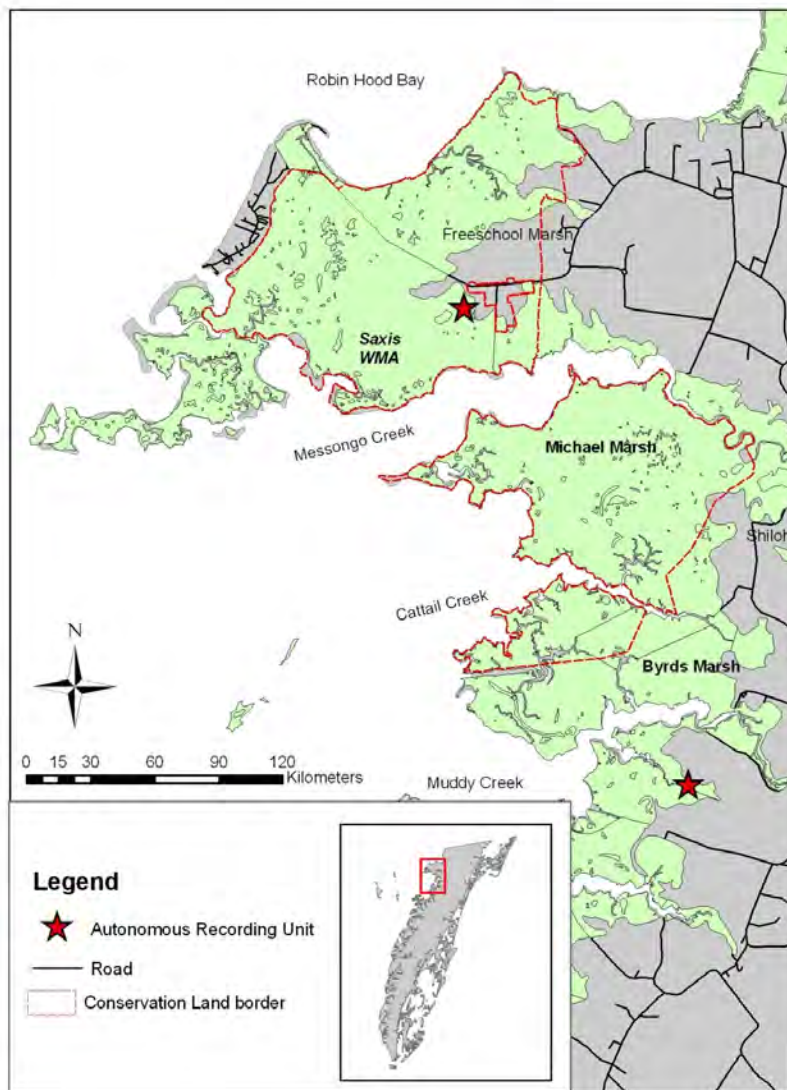 Robin Hood Bay
Freeschool Marsh
Saxis
WMA
Messongo Creek
Michael Marsh
Shiloh
Cattail Creek
N
Byrds Marsh
0 15 30 60 90 120
Kilometers
Muddy Creek
Legend
Autonomous Recording Unit
Road
Conservation Land border